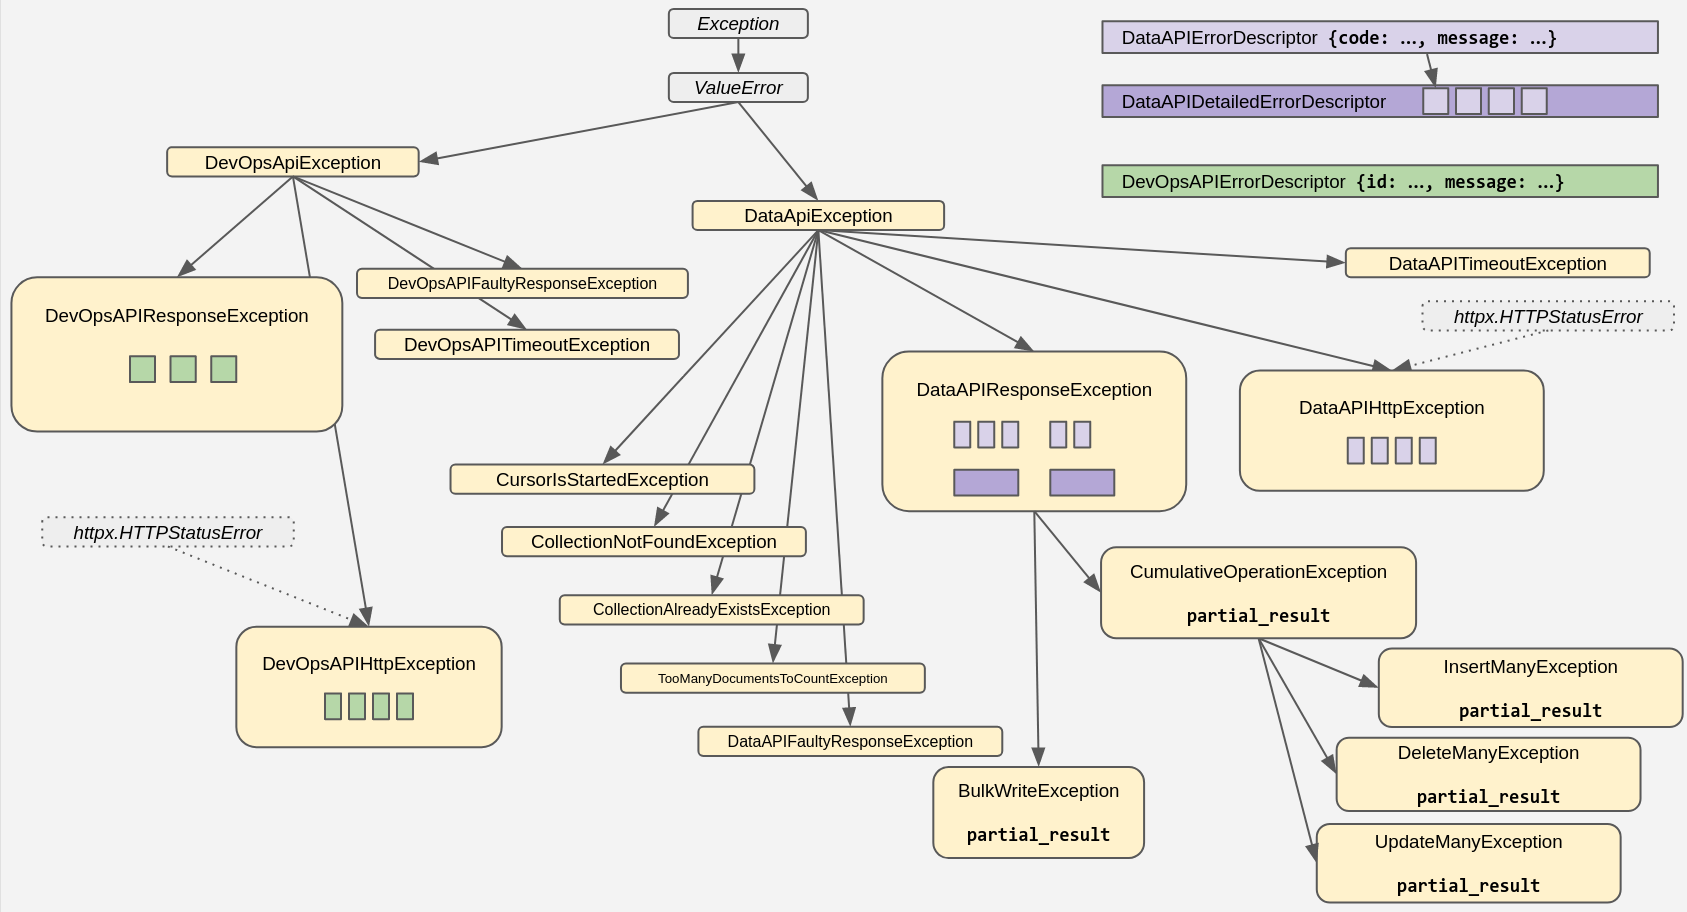 Exception
DataAPIErrorDescriptor {code: …, message: …}
ValueError
DataAPIDetailedErrorDescriptor
DevOpsApiException
DevOpsAPIErrorDescriptor {id: …, message: …}
DataApiException
DataAPITimeoutException
DevOpsAPIFaultyResponseException
DevOpsAPIResponseException
httpx.HTTPStatusError
DevOpsAPITimeoutException
DataAPIResponseException
DataAPIHttpException
CursorIsStartedException
httpx.HTTPStatusError
CollectionNotFoundException
CumulativeOperationException
partial_result
CollectionAlreadyExistsException
DevOpsAPIHttpException
TooManyDocumentsToCountException
InsertManyException
partial_result
DataAPIFaultyResponseException
DeleteManyException
partial_result
BulkWriteException
partial_result
UpdateManyException
partial_result